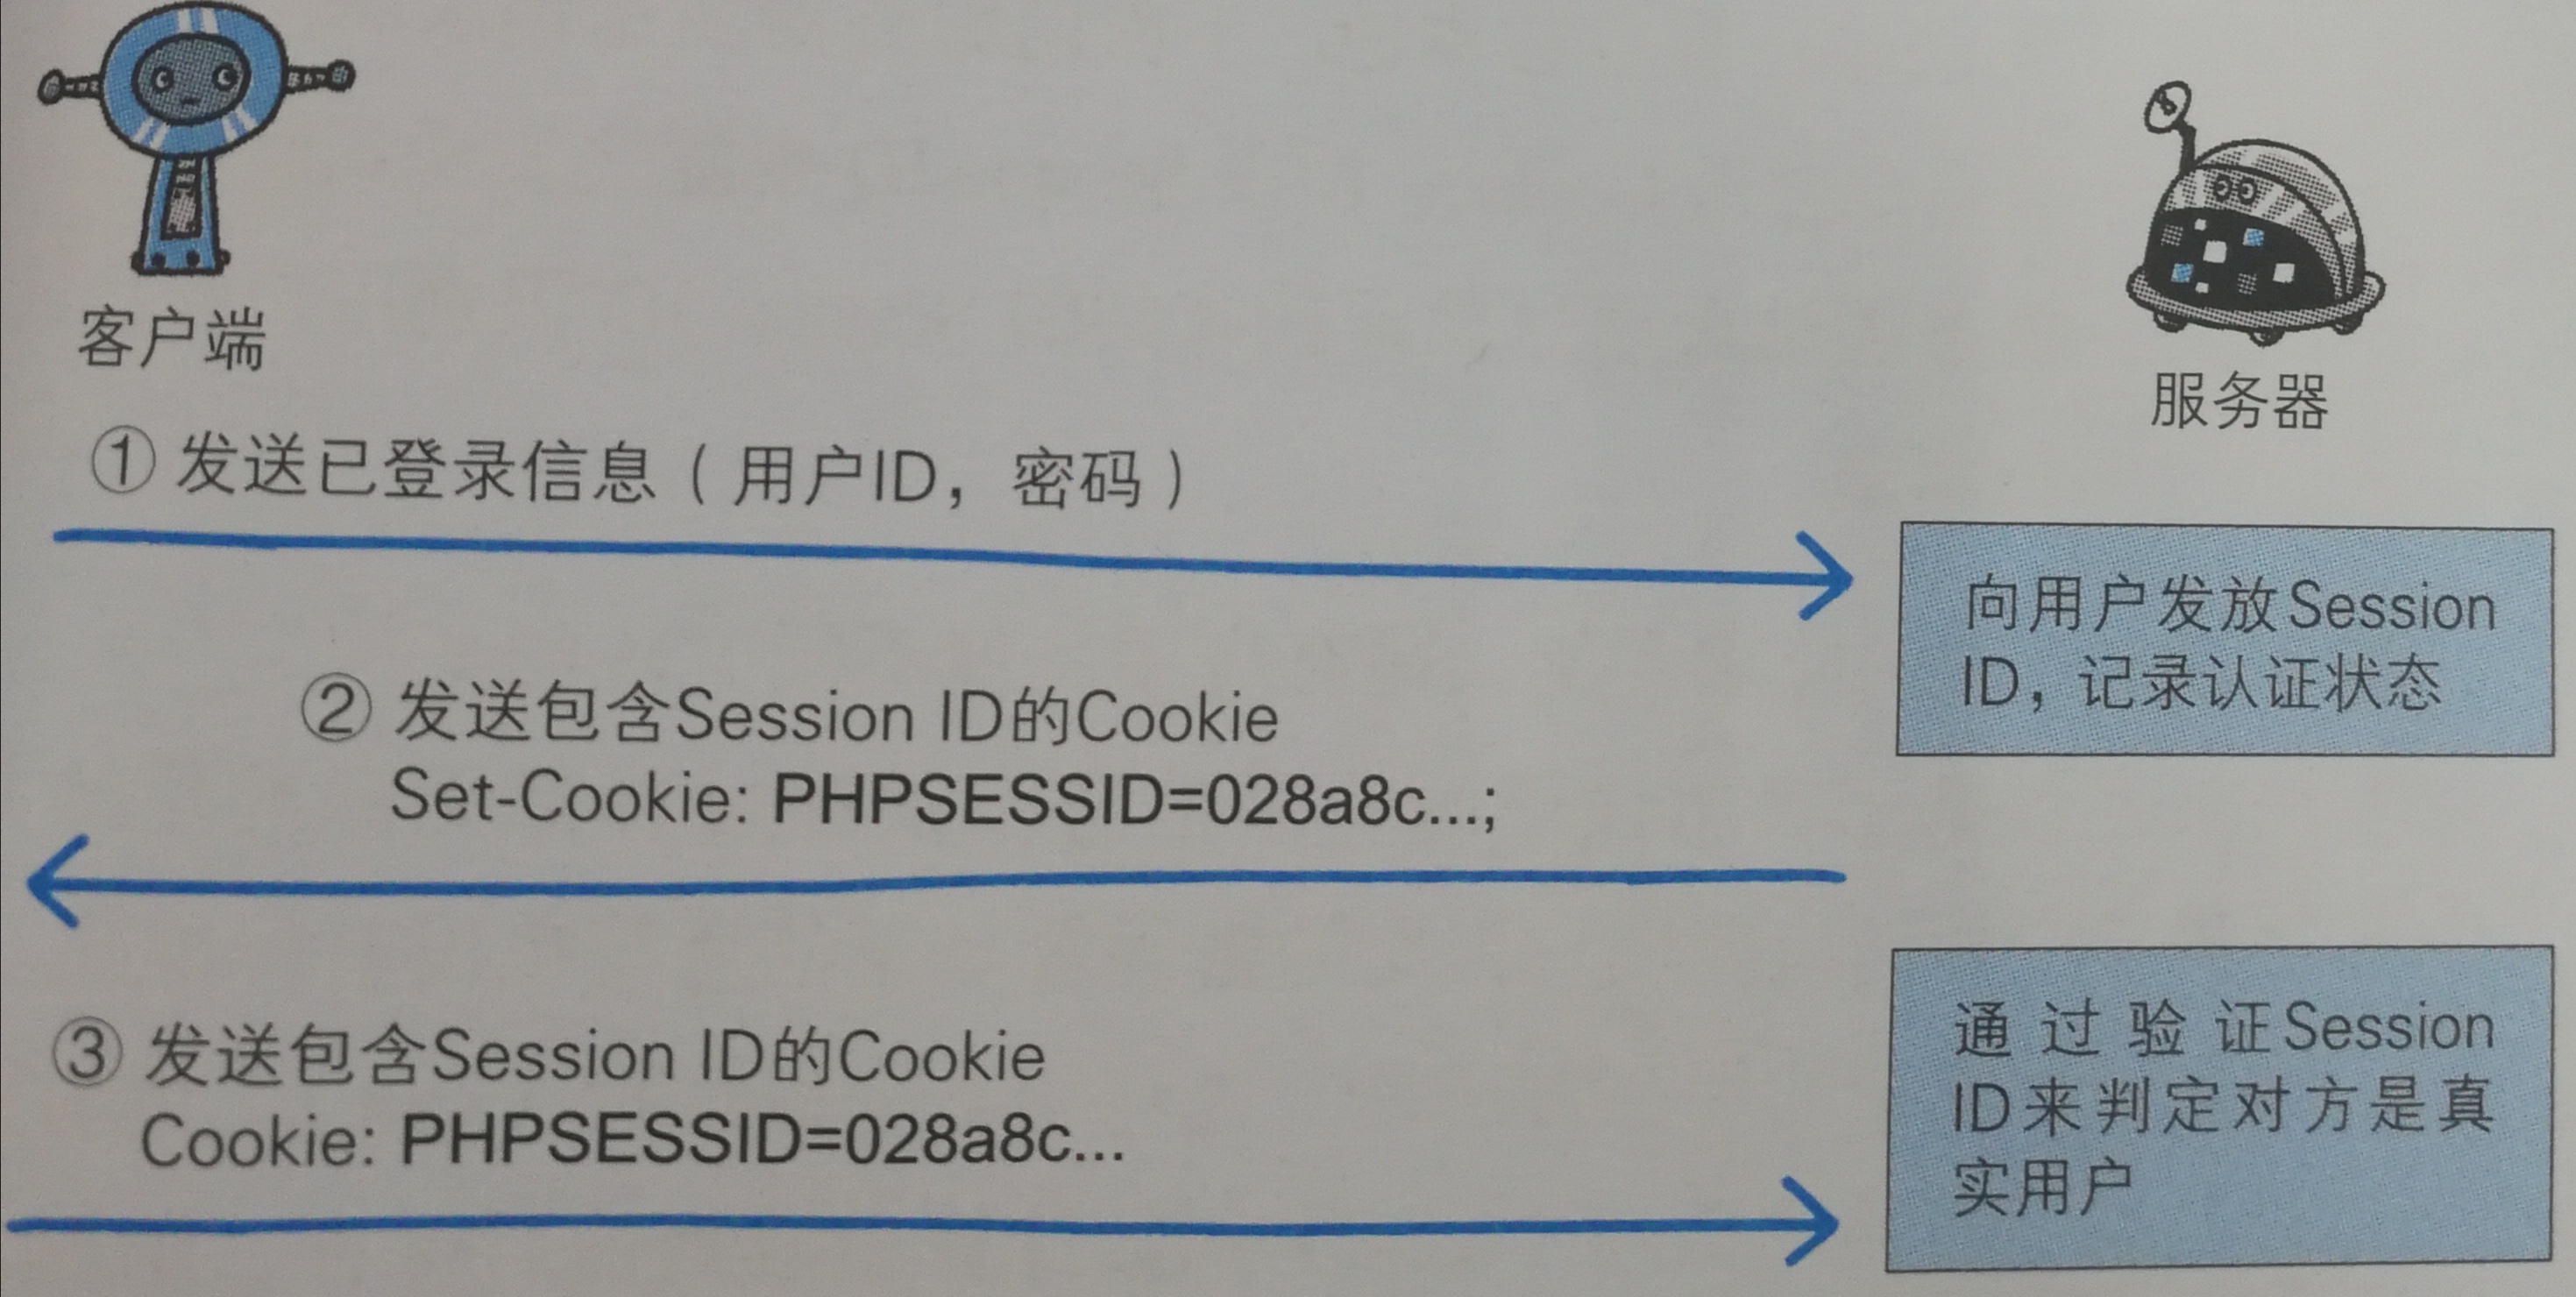 客户端
服务器
① 发送已登录信息（用户ID，密码）
向用户发放Session
ID，记录认证状态
② 发送包含Session ID的Cookie
Set-Cookie: PHPSESSID=028a8c...;
③ 发送包含Session ID的Cookie
Cookie: PHPSESSID=028a8c...
通过验证Session
ID来判定对方是真
实用户